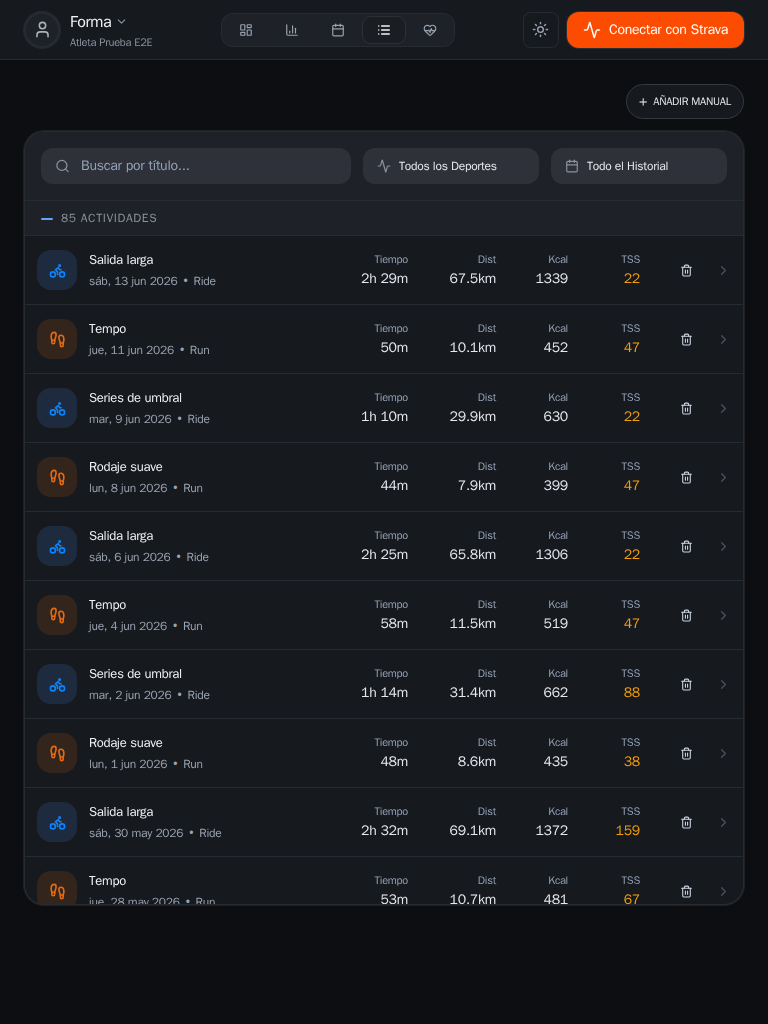 Forma
Atleta Prueba E2E
Conectar con Strava
+ AÑADIR MANUAL
Buscar por título...
Todos los Deportes
Todo el Historial
85 ACTIVIDADES
Salida larga
sáb, 13 jun 2026 • Ride
Tiempo Dist Kcal TSS
2h 29m 67.5km 1339 22
Tempo
jue, 11 jun 2026 • Run
Tiempo Dist Kcal TSS
50m 10.1km 452 47
Series de umbral
mar, 9 jun 2026 • Ride
Tiempo Dist Kcal TSS
1h 10m 29.9km 630 22
Rodaje suave
lun, 8 jun 2026 • Run
Tiempo Dist Kcal TSS
44m 7.9km 399 47
Salida larga
sáb, 6 jun 2026 • Ride
Tiempo Dist Kcal TSS
2h 25m 65.8km 1306 22
Tempo
jue, 4 jun 2026 • Run
Tiempo Dist Kcal TSS
58m 11.5km 519 47
Series de umbral
mar, 2 jun 2026 • Ride
Tiempo Dist Kcal TSS
1h 14m 31.4km 662 88
Rodaje suave
lun, 1 jun 2026 • Run
Tiempo Dist Kcal TSS
48m 8.6km 435 38
Salida larga
sáb, 30 may 2026 • Ride
Tiempo Dist Kcal TSS
2h 32m 69.1km 1372 159
Tempo
jue, 28 may 2026 • Run
Tiempo Dist Kcal TSS
53m 10.7km 481 67